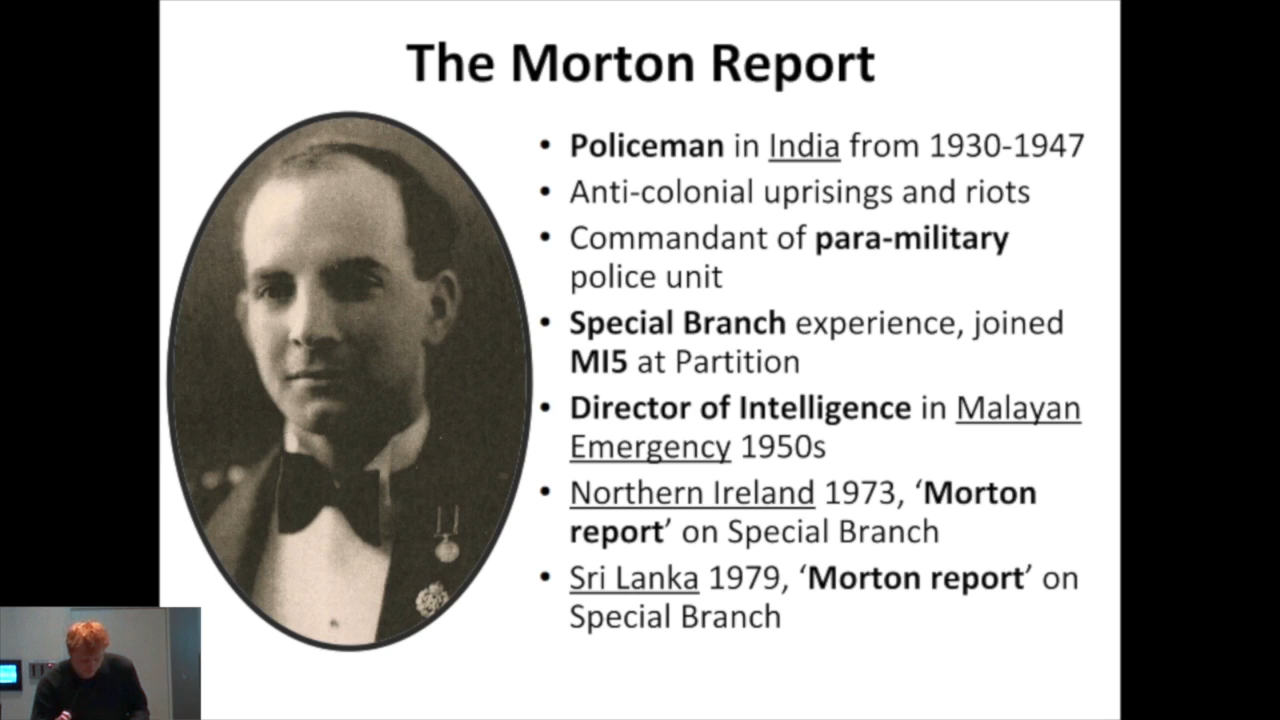 The Morton Report
• Policeman in India from 1930-1947
• Anti-colonial uprisings and riots
• Commandant of para-military
police unit
• Special Branch experience, joined
MI5 at Partition
• Director of Intelligence in Malayan
Emergency 1950s
• Northern Ireland 1973, ‘Morton
report’ on Special Branch
• Sri Lanka 1979, ‘Morton report’ on
Special Branch